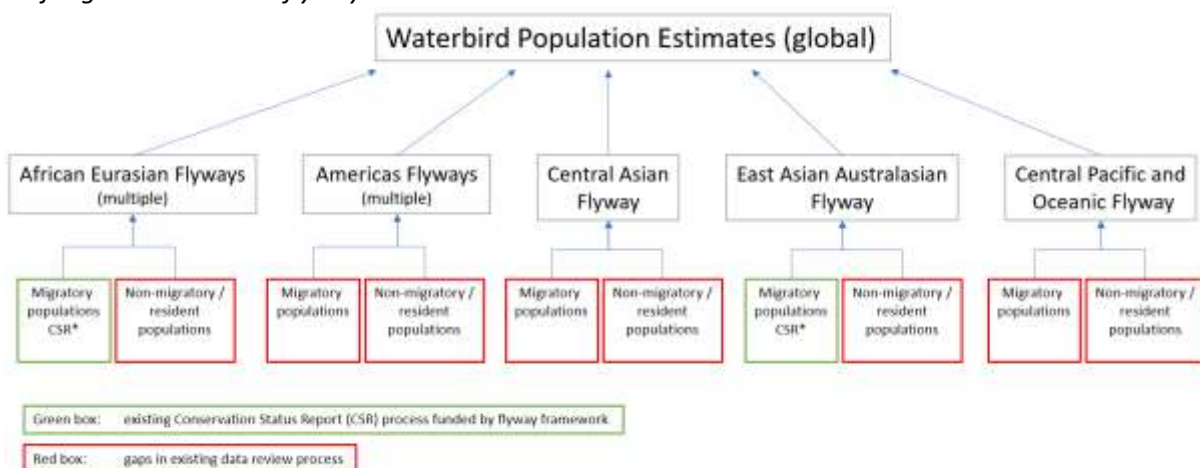 Waterbird Population Estimates (global)
African Eurasian Flyways
(multiple)
Americas Flyways
(multiple)
Central Asian
Flyway
East Asian Australasian
Flyway
Central Pacific and
Oceanic Flyway
Migratory
populations
CSR*
Non-migratory /
resident
populations
Migratory
populations
Non-migratory /
resident
populations
Migratory
populations
Non-migratory /
resident
populations
Migratory
populations
CSR*
Non-migratory /
resident
populations
Migratory
populations
Non-migratory /
resident
populations
Green box: existing Conservation Status Report (CSR) process funded by flyway framework
Red box: gaps in existing data review process